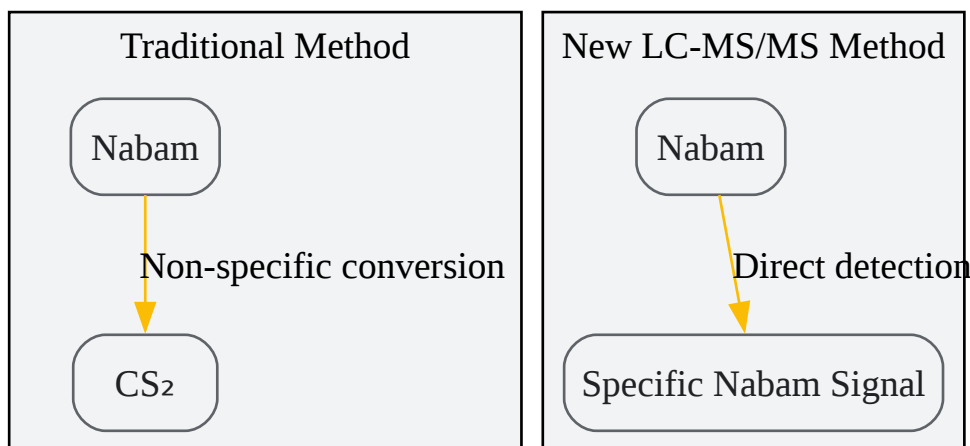 Traditional Method
Nabam
Non-specific conversion
CS₂
New LC-MS/MS Method
Nabam
Direct detection
Specific Nabam Signal